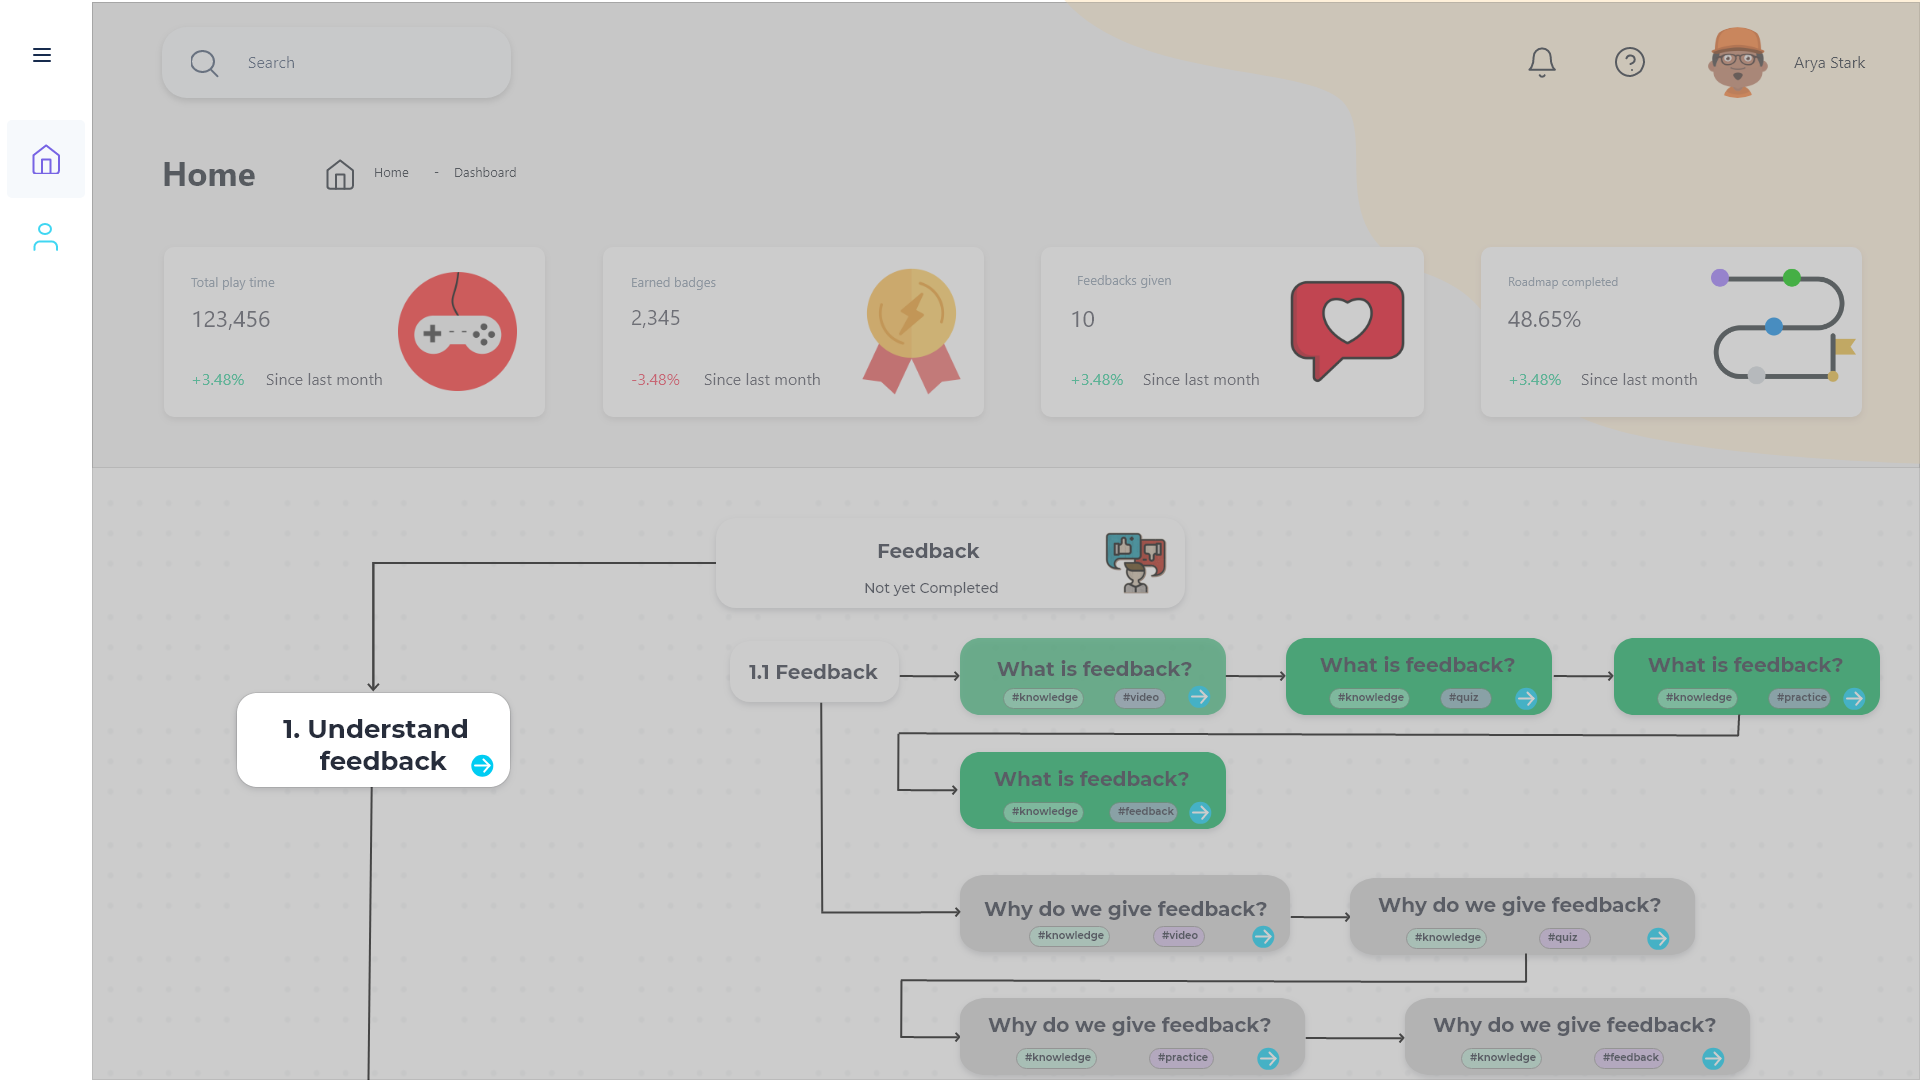 Search
Arya Stark
Home
Home - Dashboard
Total play time
123,456
+3.48% Since last month
Earned badges
2,345
-3.48% Since last month
Feedbacks given
10
+3.48% Since last month
Roadmap completed
48.65%
+3.48% Since last month
Feedback
Not yet Completed
1. Understand
feedback
1.1 Feedback
What is feedback?
#knowledge #video
What is feedback?
#knowledge #quiz
What is feedback?
#knowledge #practice
What is feedback?
#knowledge #feedback
Why do we give feedback?
#knowledge #video
Why do we give feedback?
#knowledge #quiz
Why do we give feedback?
#knowledge #practice
Why do we give feedback?
#knowledge #feedback